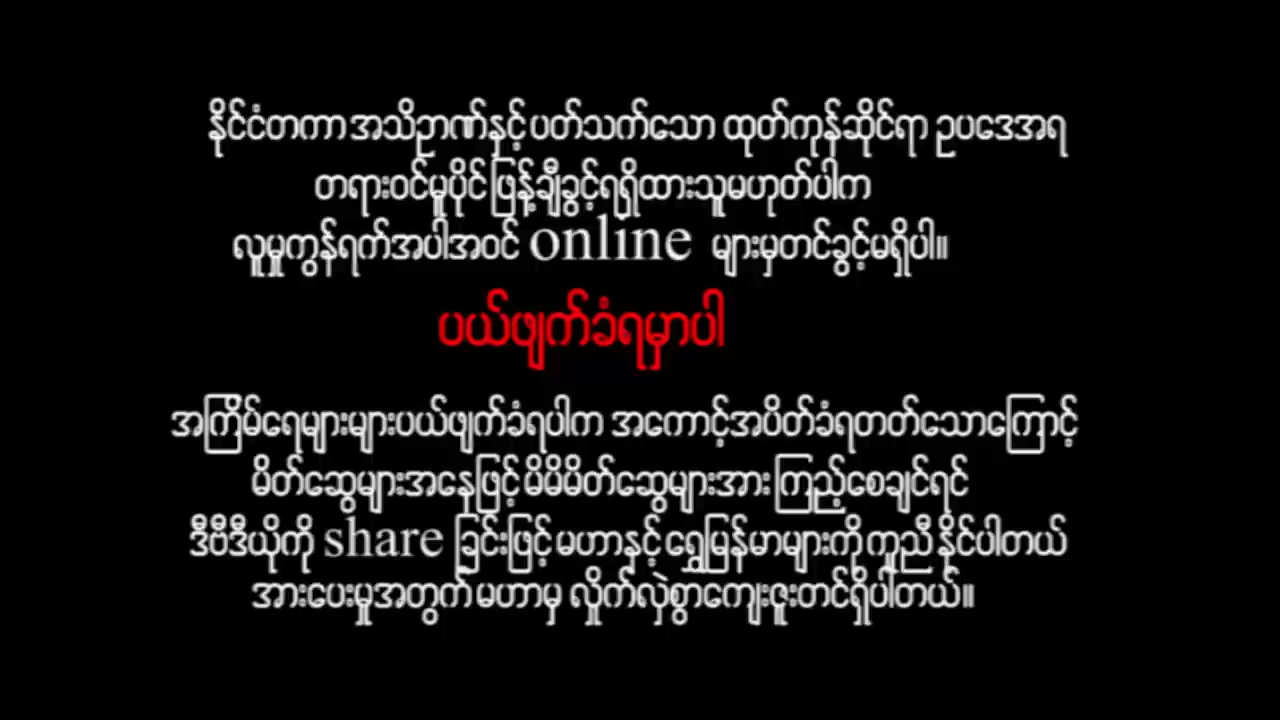 နိုင်ငံတကာ အသိဉာဏ်နှင့် ပတ်သက်သော ထုတ်ကုန်ဆိုင်ရာ ဥပဒေအရ
တရားဝင်မူပိုင် ဖြန့်ချီခွင့်ရရှိထားသူမဟုတ်ပါက
လူမှုကွန်ရက်အပါအဝင် online များမှတင်ခွင့်မရှိပါ။
ပယ်ဖျက်ခံရမှာပါ
အကြိမ်ရေများများပယ်ဖျက်ခံရပါက အကောင့်အပိတ်ခံရတတ်သောကြောင့်
မိတ်ဆွေများအနေဖြင့် မိမိမိတ်ဆွေများအား ကြည့်စေချင်ရင်
ဒီဗီဒီယိုကို share ခြင်းဖြင့် မဟာနှင့် ရွှေမြန်မာများကို ကူညီ နိုင်ပါတယ်
အားပေးမှုအတွက် မဟာမှ လှိုက်လှဲစွာကျေးဇူးတင်ရှိပါတယ်။